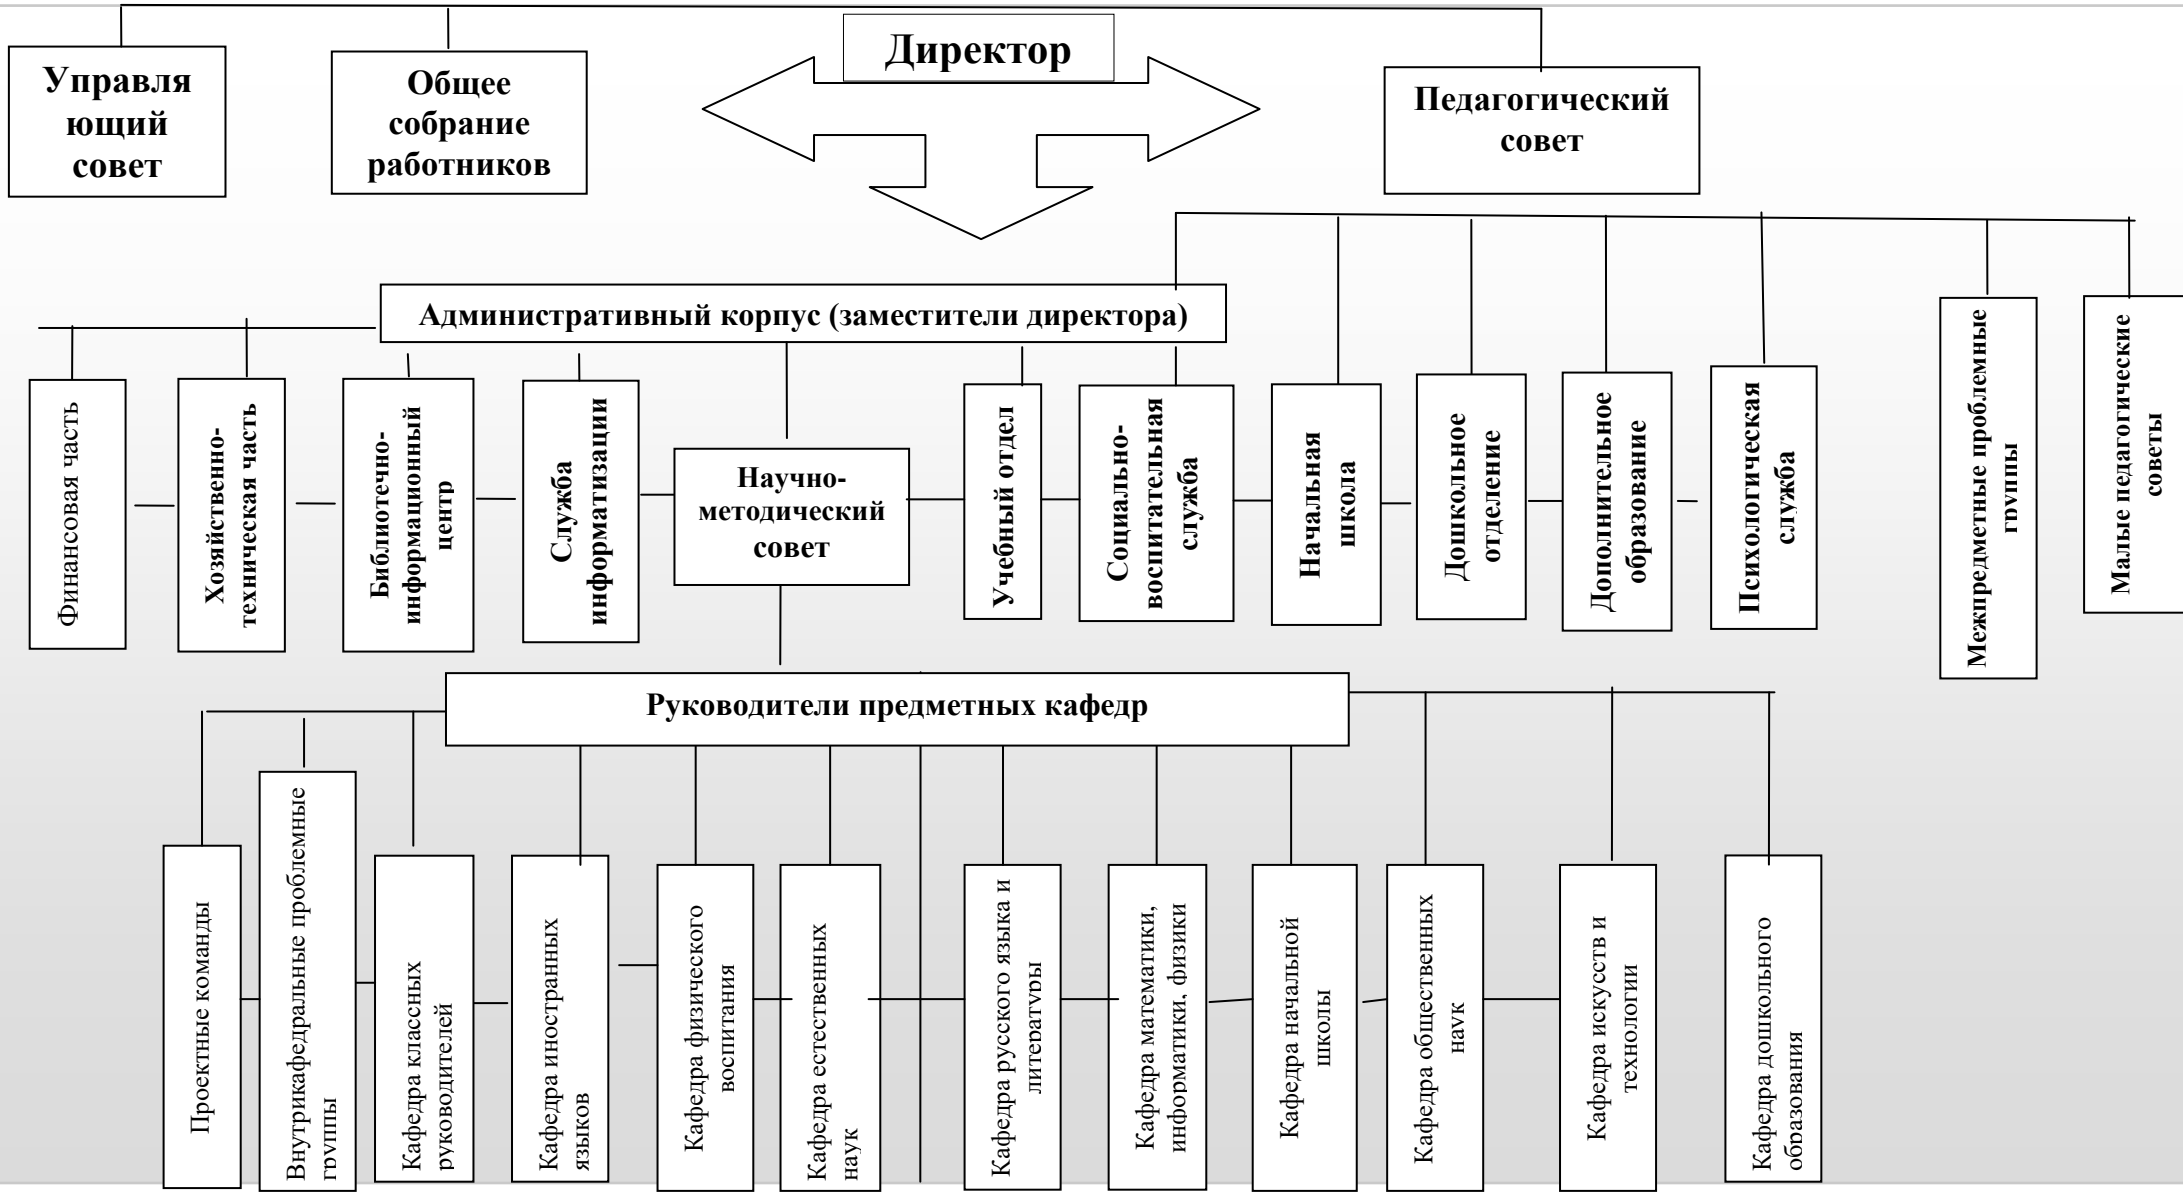 Директор
Управля
ющий
совет
Общее
собрание
работников
Педагогический
совет
Административный корпус (заместители директора)
Финансовая часть
Хозяйственно-
техническая часть
Библиотечно-
информационный
центр
Служба
информатизации
Научно-
методический
совет
Учебный отдел
Социально-
воспитательная
служба
Начальная
школа
Дошкольное
отделение
Дополнительное
образование
Психологическая
служба
Межпредметные проблемные
группы
Малые педагогические
советы
Руководители предметных кафедр
Проектные команды
Внутрикафедральные проблемные
группы
Кафедра классных
руководителей
Кафедра иностранных
языков
Кафедра физического
воспитания
Кафедра естественных
наук
Кафедра русского языка и
литературы
Кафедра математики,
информатики, физики
Кафедра начальной
школы
Кафедра общественных
наук
Кафедра искусств и
технологии
Кафедра дошкольного
образования